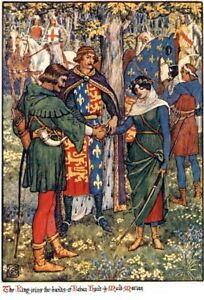 The King joins the hands of Robin Hood & Maid Marian